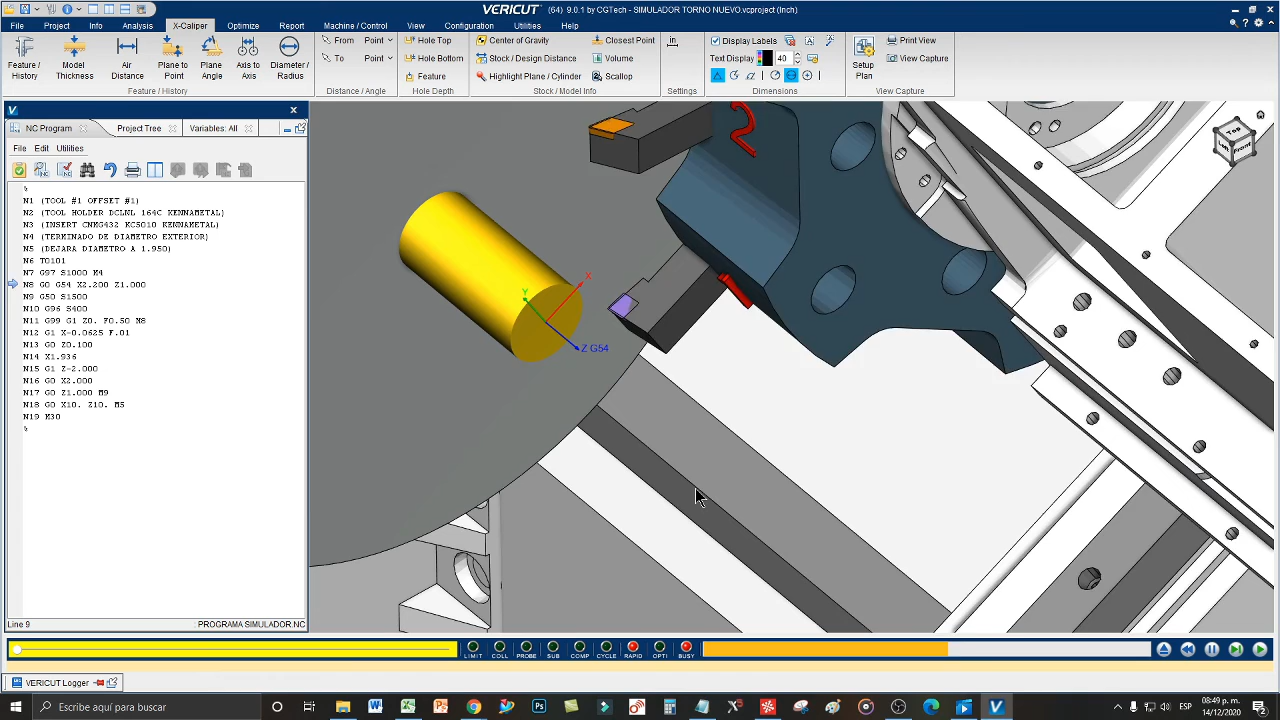 VERICUT (64) 9.0.1 by CGTech - SIMULADOR TORNO NUEVO.vcproject (Inch)
File Project Info Analysis X-Caliper Optimize Report Machine / Control View Configuration Utilities Help
Feature / History
Model Thickness
Air Distance
Plane to Point
Plane Angle
Axis to Axis
Diameter / Radius
Feature / History
From Point
To Point
Distance / Angle
Hole Top
Hole Bottom
Feature
Hole Depth
Center of Gravity
Stock / Design Distance
Highlight Plane / Cylinder
Closest Point
Volume
Scallop
Stock / Model Info
in
Settings
Display Labels
Text Display 40
Dimensions
Setup Plan
Print View
View Capture
View Capture
NC Program Project Tree Variables: All
File Edit Utilities
%
N1 (TOOL #1 OFFSET #1)
N2 (TOOL HOLDER DCLNL 164C KENNAMETAL)
N3 (INSERT CNMG432 KC5010 KENNAMETAL)
N4 (TERMINADO DE DIAMETRO EXTERIOR)
N5 (DEJARA DIAMETRO A 1.950)
N6 T0101
N7 G97 S1000 M4
N8 G0 G54 X2.200 Z1.000
N9 G50 S1500
N10 G96 S400
N11 G99 G1 Z0. F0.50 M8
N12 G1 X-0.0625 F.01
N13 G0 Z0.100
N14 X1.936
N15 G1 Z-2.000
N16 G0 X2.000
N17 G0 Z1.000 M9
N18 G0 X10. Z10. M5
N19 M30
%
2
1
X
Y
Z G54
Top
Left
Front
Line 9 PROGRAMA SIMULADOR.NC
LIMIT COLL PROBE SUB COMP CYCLE RAPID OPTI BUSY
VERICUT Logger
Escribe aquí para buscar
ESP
08:49 p. m.
14/12/2020
2